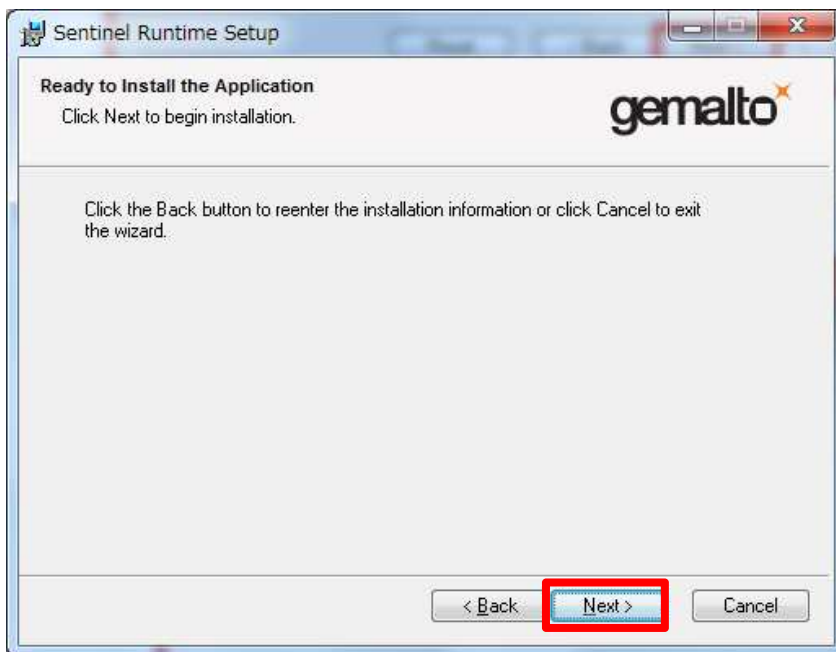 Sentinel Runtime Setup
Ready to Install the Application
Click Next to begin installation.
gemalto
Click the Back button to reenter the installation information or click Cancel to exit
the wizard.
< Back
Next >
Cancel